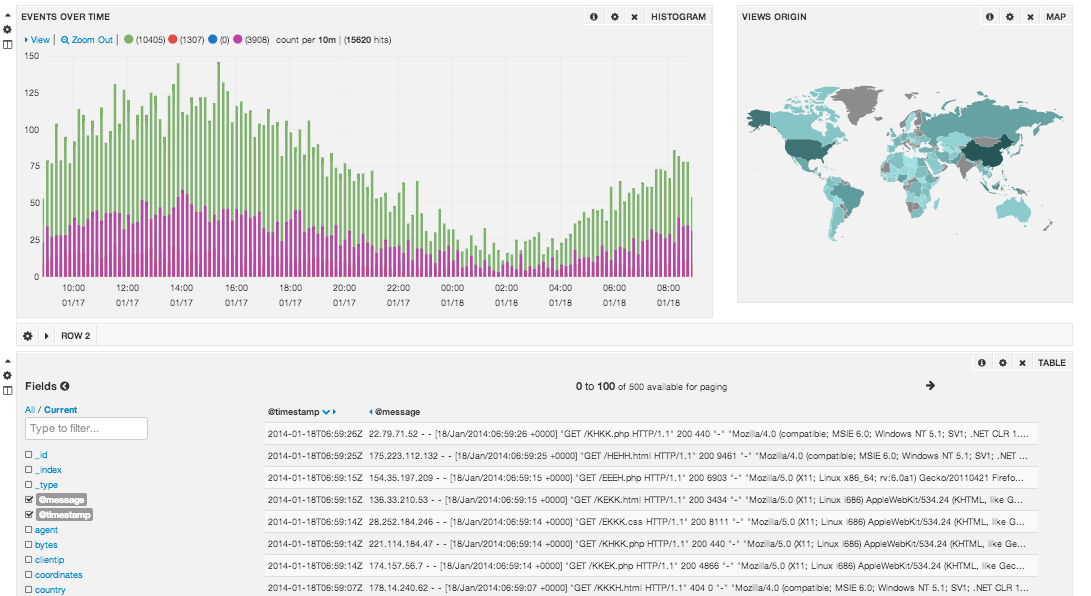 EVENTS OVER TIME HISTOGRAM
View | Zoom Out | (10405) (1307) (0) (3908) count per 10m | (15620 hits)
150
125
100
75
50
25
0
10:00 12:00 14:00 16:00 18:00 20:00 22:00 00:00 02:00 04:00 06:00 08:00
01/17 01/17 01/17 01/17 01/17 01/17 01/17 01/18 01/18 01/18 01/18 01/18
VIEWS ORIGIN MAP
ROW 2
TABLE
Fields
0 to 100 of 500 available for paging
All / Current
Type to filter...
_id
_index
_type
@message
@timestamp
agent
bytes
clientip
coordinates
country
@timestamp @message
2014-01-18T06:59:26Z 22.79.71.52 - - [18/Jan/2014:06:59:26 +0000] "GET /KHKK.php HTTP/1.1" 200 440 "-" "Mozilla/4.0 (compatible; MSIE 6.0; Windows NT 5.1; SV1; .NET CLR 1....
2014-01-18T06:59:25Z 175.223.112.132 - - [18/Jan/2014:06:59:25 +0000] "GET /HEHH.html HTTP/1.1" 200 9461 "-" "Mozilla/4.0 (compatible; MSIE 6.0; Windows NT 5.1; SV1; .NET ...
2014-01-18T06:59:15Z 154.35.197.209 - - [18/Jan/2014:06:59:15 +0000] "GET /EEEH.php HTTP/1.1" 200 6903 "-" "Mozilla/5.0 (X11; Linux x86_64; rv:6.0a1) Gecko/20110421 Firefo...
2014-01-18T06:59:15Z 136.33.210.53 - - [18/Jan/2014:06:59:15 +0000] "GET /KEKK.html HTTP/1.1" 200 3434 "-" "Mozilla/5.0 (X11; Linux i686) AppleWebKit/534.24 (KHTML, like G...
2014-01-18T06:59:14Z 28.252.184.246 - - [18/Jan/2014:06:59:14 +0000] "GET /EKKK.css HTTP/1.1" 200 8111 "-" "Mozilla/5.0 (X11; Linux i686) AppleWebKit/534.24 (KHTML, like Ge...
2014-01-18T06:59:14Z 221.114.184.47 - - [18/Jan/2014:06:59:14 +0000] "GET /KHKK.php HTTP/1.1" 200 440 "-" "Mozilla/5.0 (X11; Linux i686) AppleWebKit/534.24 (KHTML, like Ge...
2014-01-18T06:59:14Z 174.157.56.7 - - [18/Jan/2014:06:59:14 +0000] "GET /KKEK.php HTTP/1.1" 200 4866 "-" "Mozilla/5.0 (X11; Linux i686) AppleWebKit/534.24 (KHTML, like Gec...
2014-01-18T06:59:07Z 178.14.240.62 - - [18/Jan/2014:06:59:07 +0000] "GET /KKKH.html HTTP/1.1" 404 0 "-" "Mozilla/4.0 (compatible; MSIE 6.0; Windows NT 5.1; SV1; .NET CLR 1....